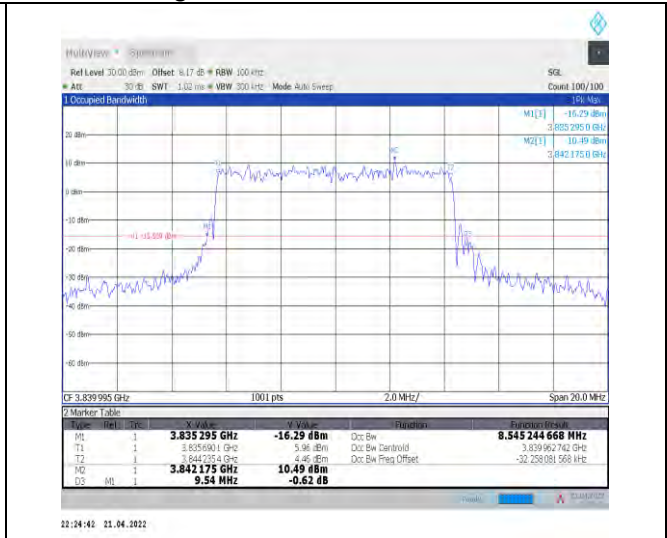 MultiView Spectrum
Ref Level 30.00 dBm Offset 8.17 dB RBW 100 kHz SGL
Att 30 dB SWT 1.02 ms VBW 300 kHz Mode Auto Sweep Count 100/100
1 Occupied Bandwidth 1Pk Max
M1[1] -16.29 dBm
3.835 295 0 GHz
M2[1] 10.49 dBm
3.842 175 0 GHz
20 dBm
10 dBm
0 dBm
-10 dBm
-20 dBm
-30 dBm
-40 dBm
-50 dBm
-60 dBm
CF 3.839 995 GHz 1001 pts 2.0 MHz/ Span 20.0 MHz
2 Marker Table
Type Ref Trc X-Value Y-Value Function Function Result
M1 1 3.835 295 GHz -16.29 dBm Occ Bw 8.545 244 668 MHz
T1 1 3.8356901 GHz 5.96 dBm Occ Bw Centroid 3.839 962 742 GHz
T2 1 3.8442354 GHz 4.46 dBm Occ Bw Freq Offset -32.258 081 568 kHz
M2 1 3.842 175 GHz 10.49 dBm
D3 M1 1 9.54 MHz -0.62 dB
22:24:42 21.04.2022